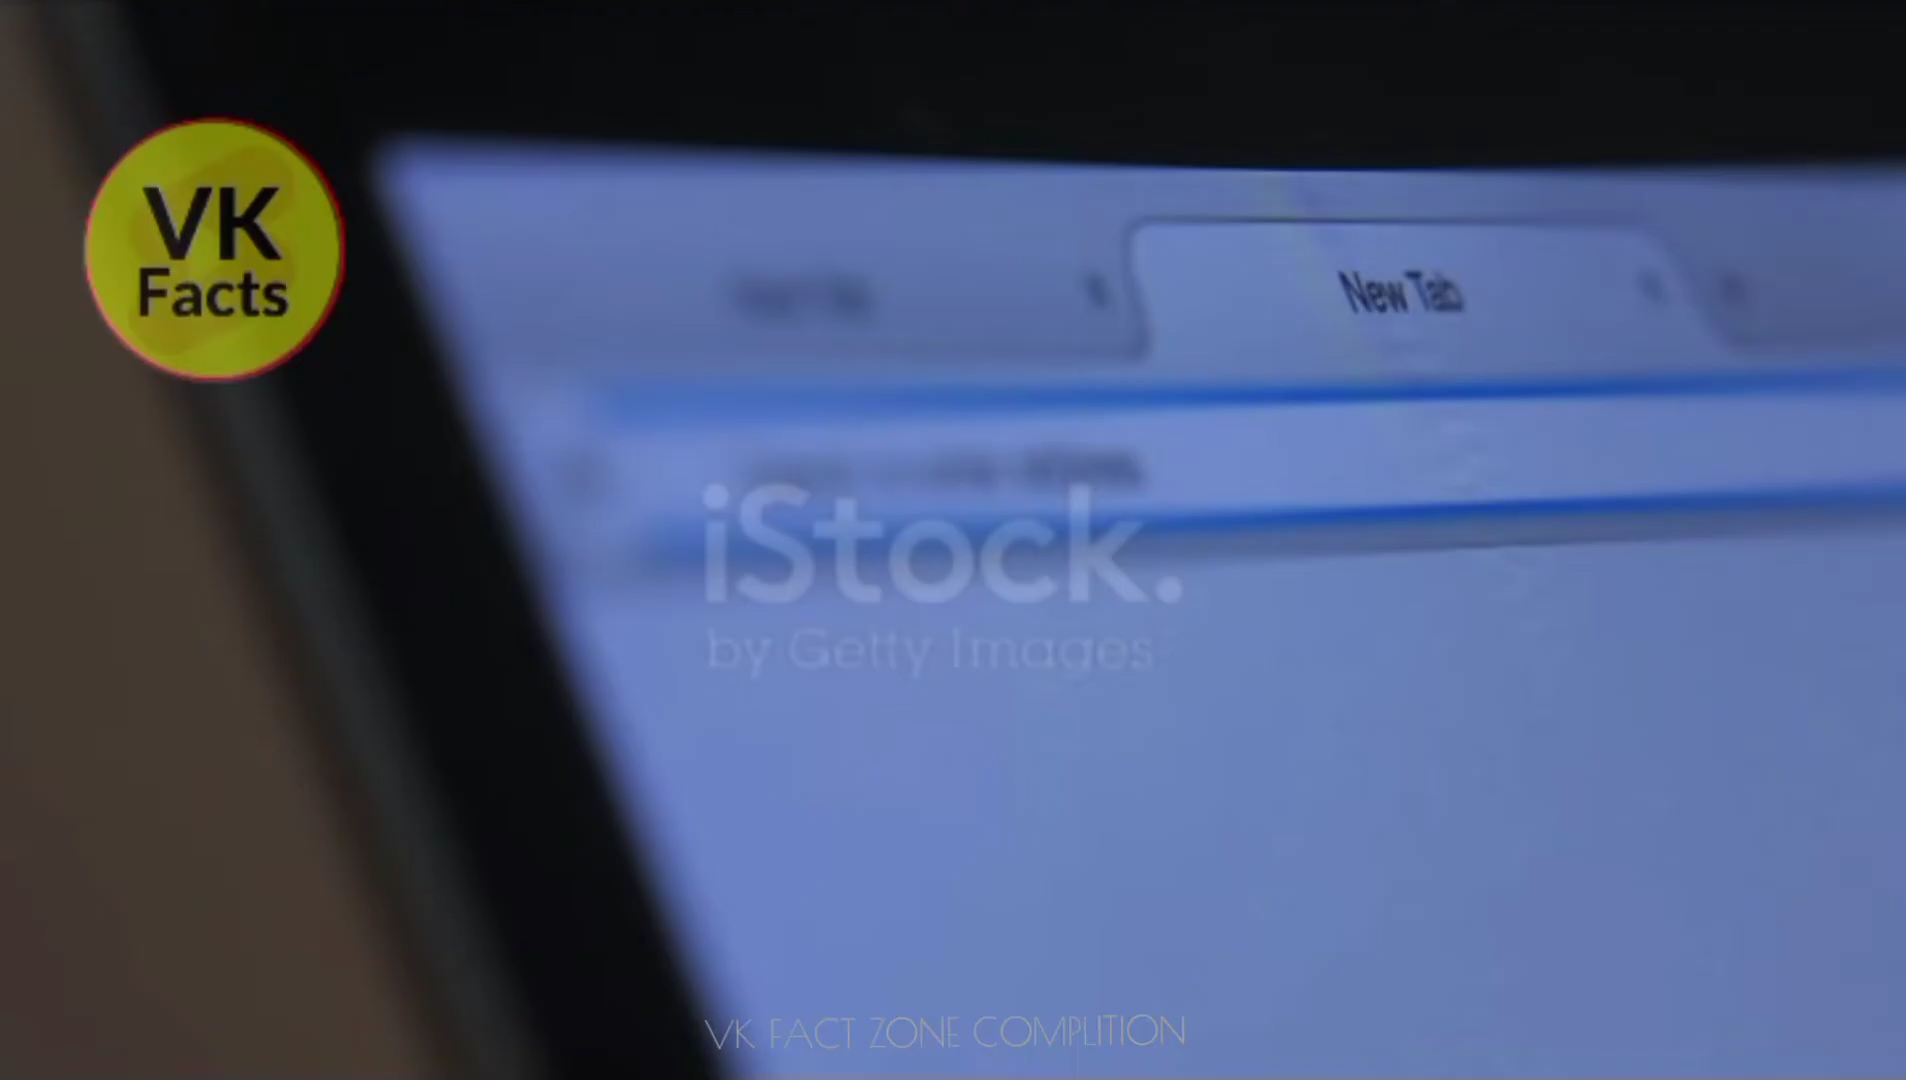 VK
Facts
New Tab
iStock.
by Getty Images
VK FACT ZONE COMPLITION